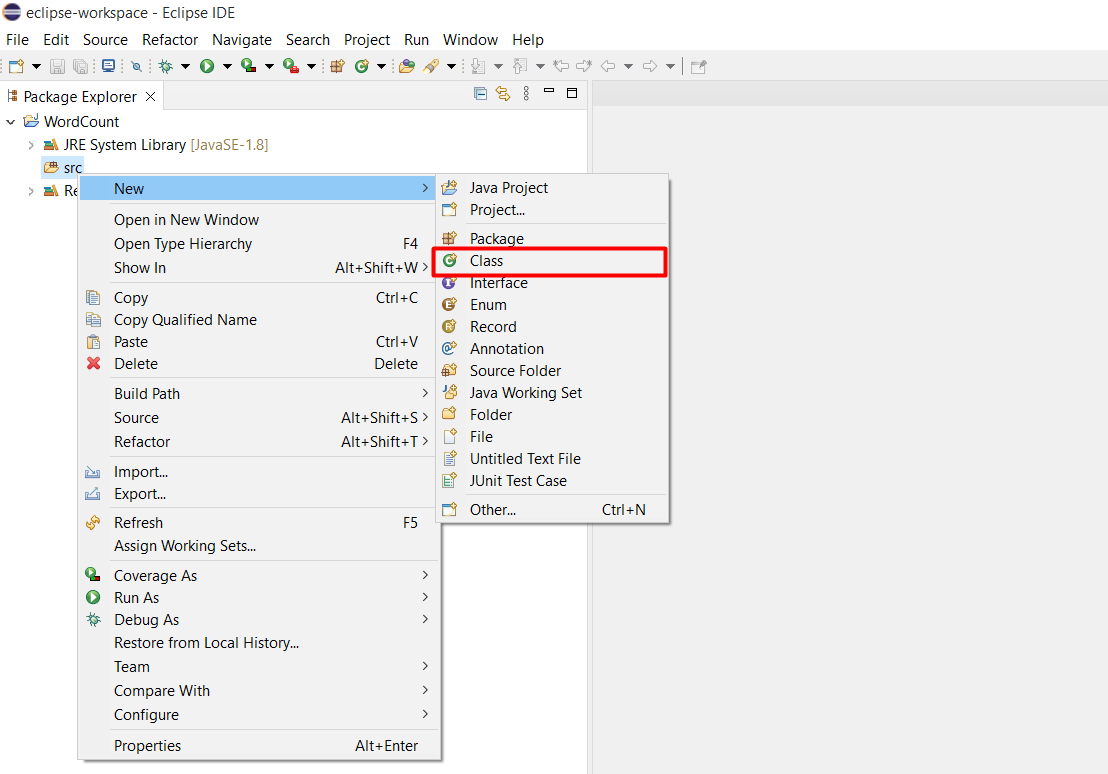 eclipse-workspace - Eclipse IDE
File Edit Source Refactor Navigate Search Project Run Window Help
Package Explorer
WordCount
JRE System Library [JavaSE-1.8]
src
Re
New
Open in New Window
Open Type Hierarchy F4
Show In Alt+Shift+W
Copy Ctrl+C
Copy Qualified Name
Paste Ctrl+V
Delete Delete
Build Path
Source Alt+Shift+S
Refactor Alt+Shift+T
Import...
Export...
Refresh F5
Assign Working Sets...
Coverage As
Run As
Debug As
Restore from Local History...
Team
Compare With
Configure
Properties Alt+Enter
Java Project
Project...
Package
Class
Interface
Enum
Record
Annotation
Source Folder
Java Working Set
Folder
File
Untitled Text File
JUnit Test Case
Other... Ctrl+N